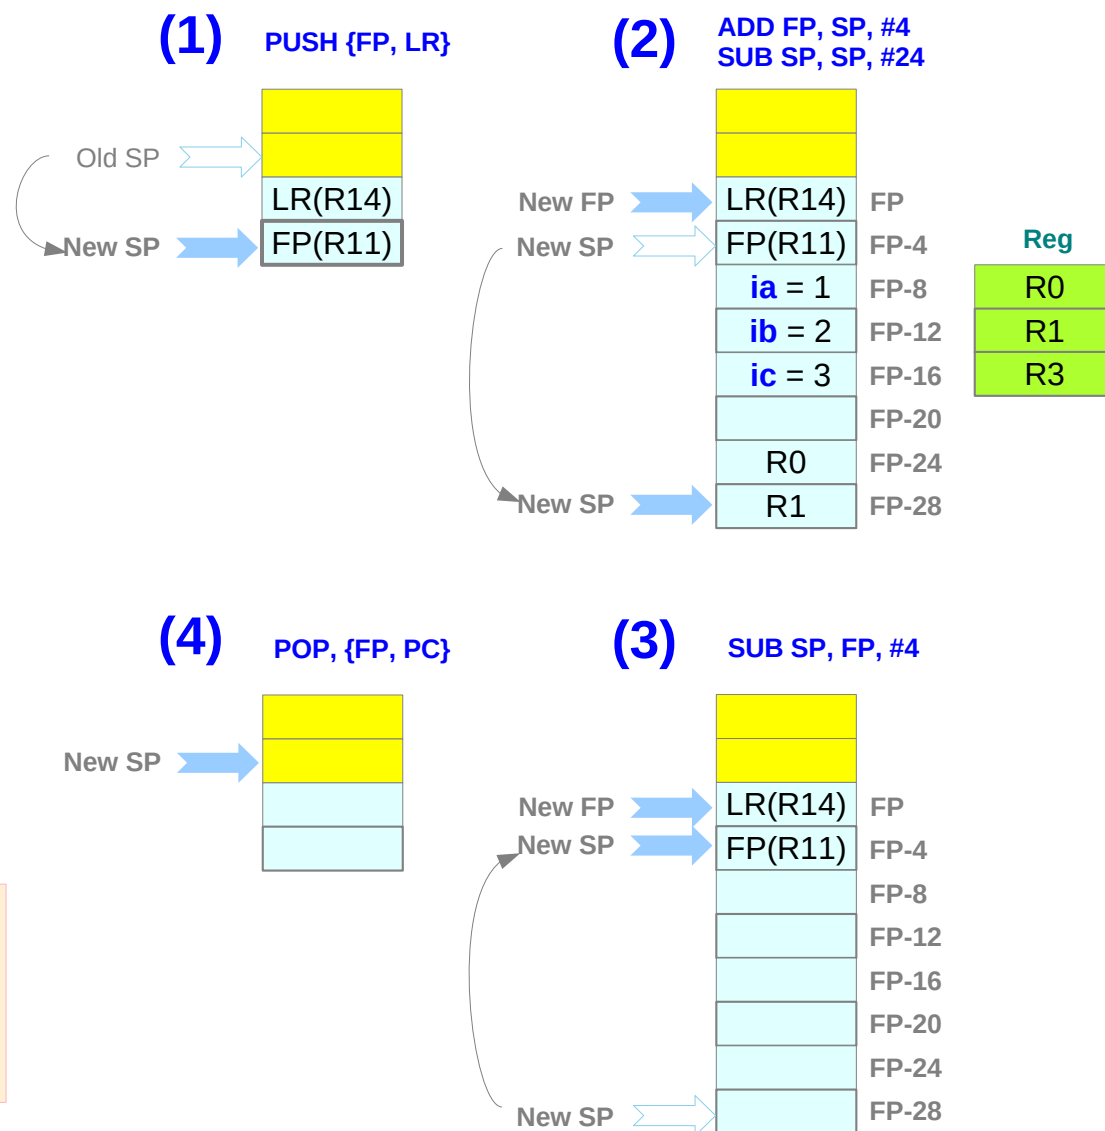 (1) PUSH {FP, LR}
Old SP
LR(R14)
New SP FP(R11)
(2) ADD FP, SP, #4
SUB SP, SP, #24
New FP LR(R14) FP
New SP FP(R11) FP-4
ia = 1 FP-8
ib = 2 FP-12
ic = 3 FP-16
FP-20
R0 FP-24
New SP R1 FP-28
Reg
R0
R1
R3
(4) POP, {FP, PC}
New SP
(3) SUB SP, FP, #4
New FP LR(R14) FP
New SP FP(R11) FP-4
FP-8
FP-12
FP-16
FP-20
FP-24
New SP FP-28